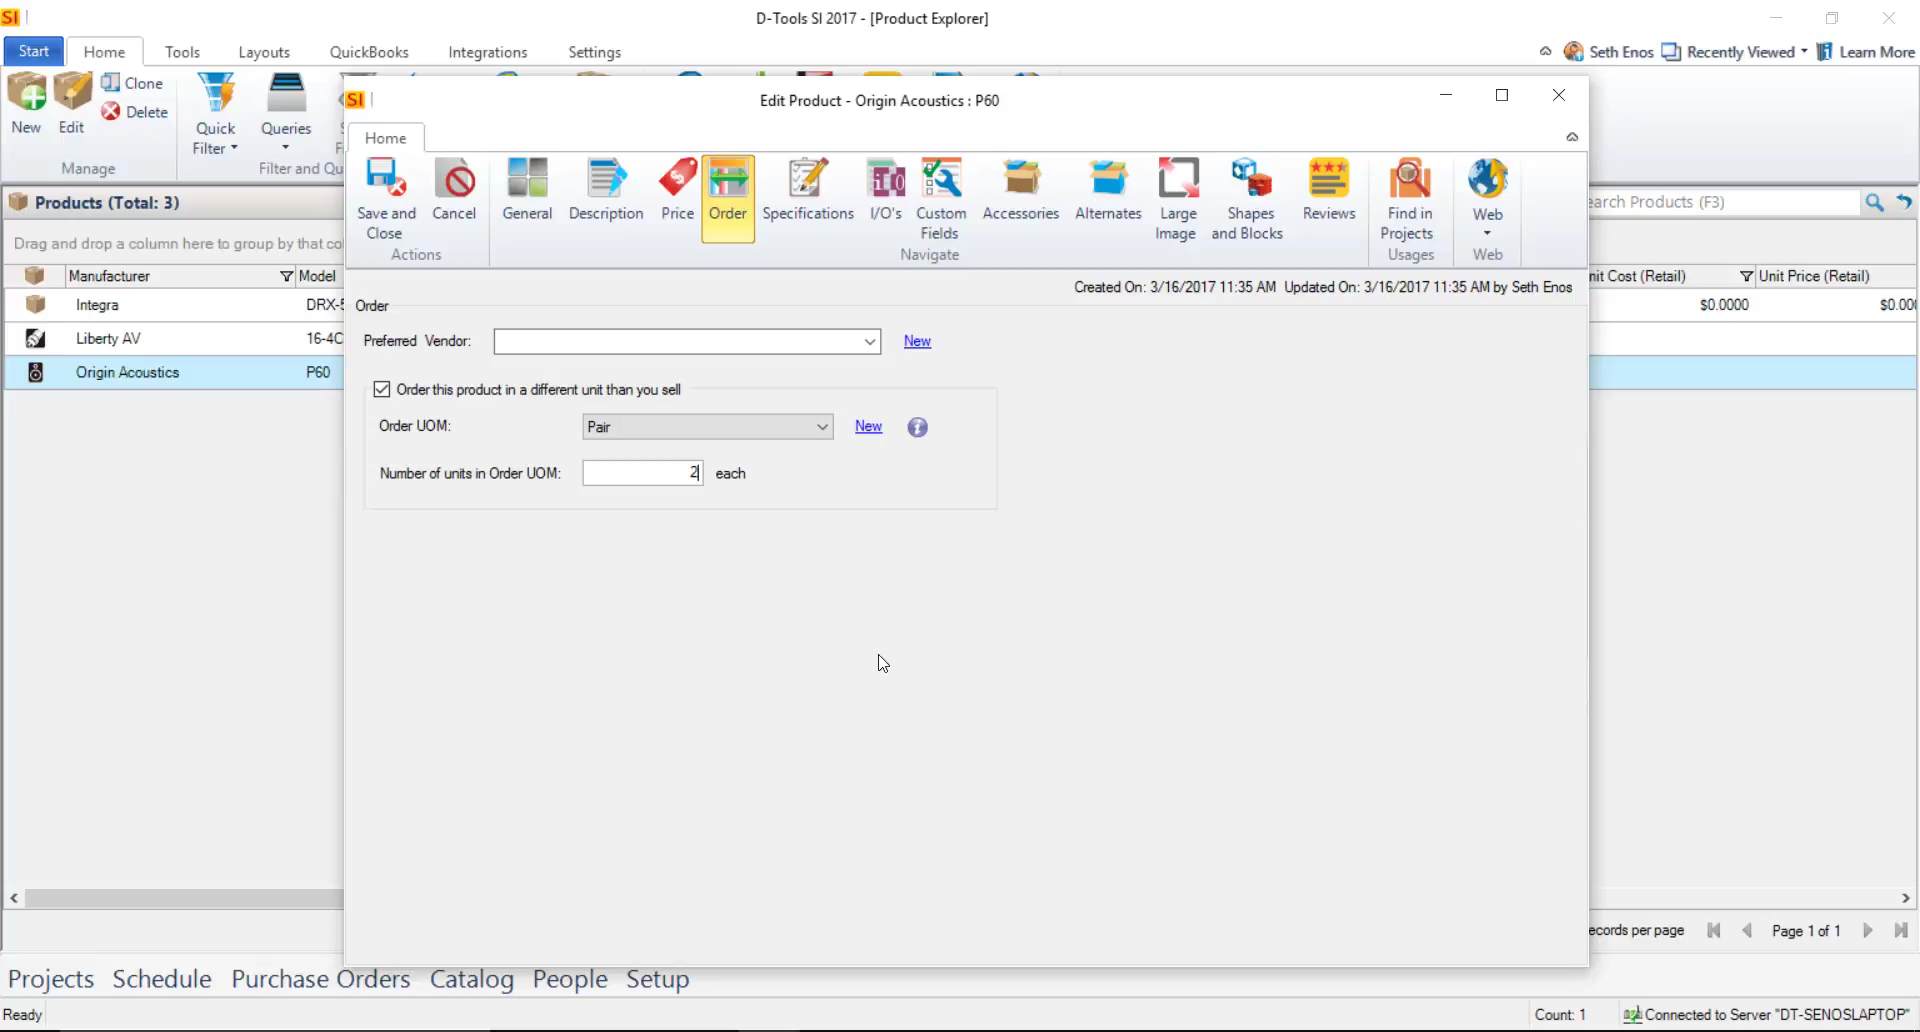 SI
D-Tools SI 2017 - [Product Explorer]
Start Home Tools Layouts QuickBooks Integrations Settings
Seth Enos Recently Viewed Learn More
New Edit Clone Delete
Quick Filter Queries
Manage Filter and Qu
SI
Edit Product - Origin Acoustics : P60
Home
Save and Close Cancel General Description Price Order Specifications I/O's Custom Fields Accessories Alternates Large Image Shapes and Blocks Reviews Find in Projects Web
Actions Navigate Usages Web
Products (Total: 3)
earch Products (F3)
Drag and drop a column here to group by that co
Manufacturer Model
nit Cost (Retail) Unit Price (Retail)
Integra DRX-5
$0.0000 $0.000
Liberty AV 16-4C
Origin Acoustics P60
Created On: 3/16/2017 11:35 AM Updated On: 3/16/2017 11:35 AM by Seth Enos
Order
Preferred Vendor: New
Order this product in a different unit than you sell
Order UOM: Pair New
Number of units in Order UOM: 2 each
ecords per page Page 1 of 1
Projects Schedule Purchase Orders Catalog People Setup
Ready
Count: 1 Connected to Server "DT-SENOSLAPTOP"